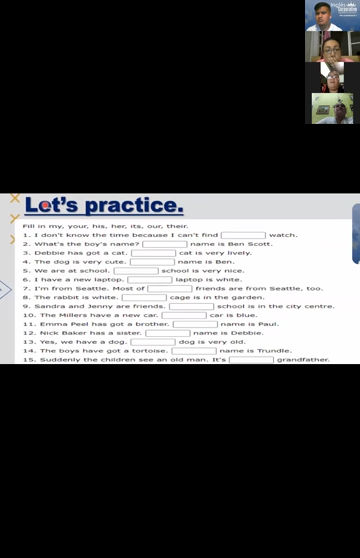 Inglés
Corporativo
Let's practice.
Fill in my, your, his, her, its, our, their.
1. I don't know the time because I can't find watch.
2. What's the boy's name? name is Ben Scott.
3. Debbie has got a cat. cat is very lively.
4. The dog is very cute. name is Ben.
5. We are at school. school is very nice.
6. I have a new laptop. laptop is white.
7. I'm from Seattle. Most of friends are from Seattle, too.
8. The rabbit is white. cage is in the garden.
9. Sandra and Jenny are friends. school is in the city centre.
10. The Millers have a new car. car is blue.
11. Emma Peel has got a brother. name is Paul.
12. Nick Baker has a sister. name is Debbie.
13. Yes, we have a dog. dog is very old.
14. The boys have got a tortoise. name is Trundle.
15. Suddenly the children see an old man. It's grandfather.